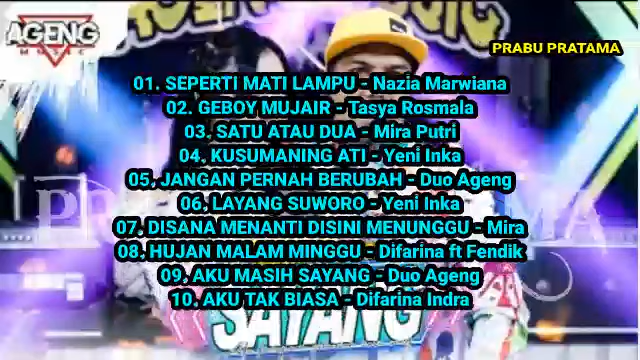 AGENG
MUSIC
PRABU PRATAMA
01. SEPERTI MATI LAMPU - Nazia Marwiana
02. GEBOY MUJAIR - Tasya Rosmala
03. SATU ATAU DUA - Mira Putri
04. KUSUMANING ATI - Yeni Inka
05. JANGAN PERNAH BERUBAH - Duo Ageng
06. LAYANG SUWORO - Yeni Inka
07. DISANA MENANTI DISINI MENUNGGU - Mira
08. HUJAN MALAM MINGGU - Difarina ft Fendik
09. AKU MASIH SAYANG - Duo Ageng
10. AKU TAK BIASA - Difarina Indra
SAYANG